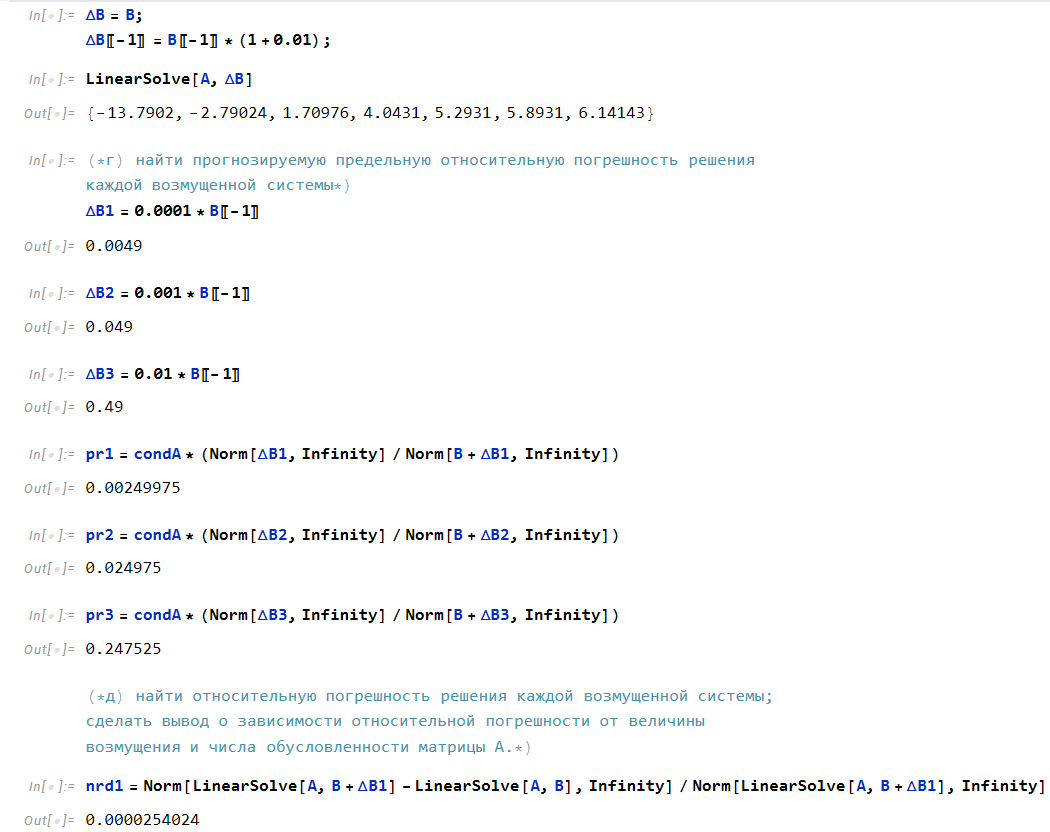 In[ ]:= ΔB = B;
ΔB〚-1〛 = B〚-1〛 * (1 + 0.01);
In[ ]:= LinearSolve[A, ΔB]
Out[ ]= {-13.7902, -2.79024, 1.70976, 4.0431, 5.2931, 5.8931, 6.14143}
In[ ]:= (*г) найти прогнозируемую предельную относительную погрешность решения
каждой возмущенной системы*)
ΔB1 = 0.0001 * B〚-1〛
Out[ ]= 0.0049
In[ ]:= ΔB2 = 0.001 * B〚-1〛
Out[ ]= 0.049
In[ ]:= ΔB3 = 0.01 * B〚-1〛
Out[ ]= 0.49
In[ ]:= pr1 = condA * (Norm[ΔB1, Infinity] / Norm[B + ΔB1, Infinity])
Out[ ]= 0.00249975
In[ ]:= pr2 = condA * (Norm[ΔB2, Infinity] / Norm[B + ΔB2, Infinity])
Out[ ]= 0.024975
In[ ]:= pr3 = condA * (Norm[ΔB3, Infinity] / Norm[B + ΔB3, Infinity])
Out[ ]= 0.247525
(*д) найти относительную погрешность решения каждой возмущенной системы;
сделать вывод о зависимости относительной погрешности от величины
возмущения и числа обусловленности матрицы А.*)
In[ ]:= nrd1 = Norm[LinearSolve[A, B + ΔB1] - LinearSolve[A, B], Infinity] / Norm[LinearSolve[A, B + ΔB1], Infinity]
Out[ ]= 0.0000254024